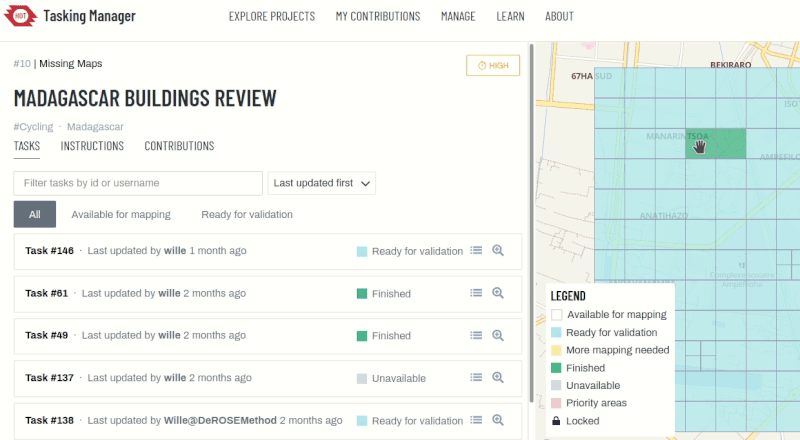 HOT Tasking Manager
EXPLORE PROJECTS MY CONTRIBUTIONS MANAGE LEARN ABOUT
#10 | Missing Maps
HIGH
MADAGASCAR BUILDINGS REVIEW
#Cycling · Madagascar
TASKS INSTRUCTIONS CONTRIBUTIONS
Filter tasks by id or username
Last updated first
All Available for mapping Ready for validation
Task #146 · Last updated by wille 1 month ago Ready for validation
Task #61 · Last updated by wille 2 months ago Finished
Task #49 · Last updated by wille 2 months ago Finished
Task #137 · Last updated by wille 2 months ago Unavailable
Task #138 · Last updated by Wille@DeROSEMethod 2 months ago Ready for validation
BEKIRARO
67HA SUD
ISO
MANARINTSOA
AMPEFILO
ANATIHAZO
LEGEND
Available for mapping
Ready for validation
More mapping needed
Finished
Unavailable
Priority areas
Locked